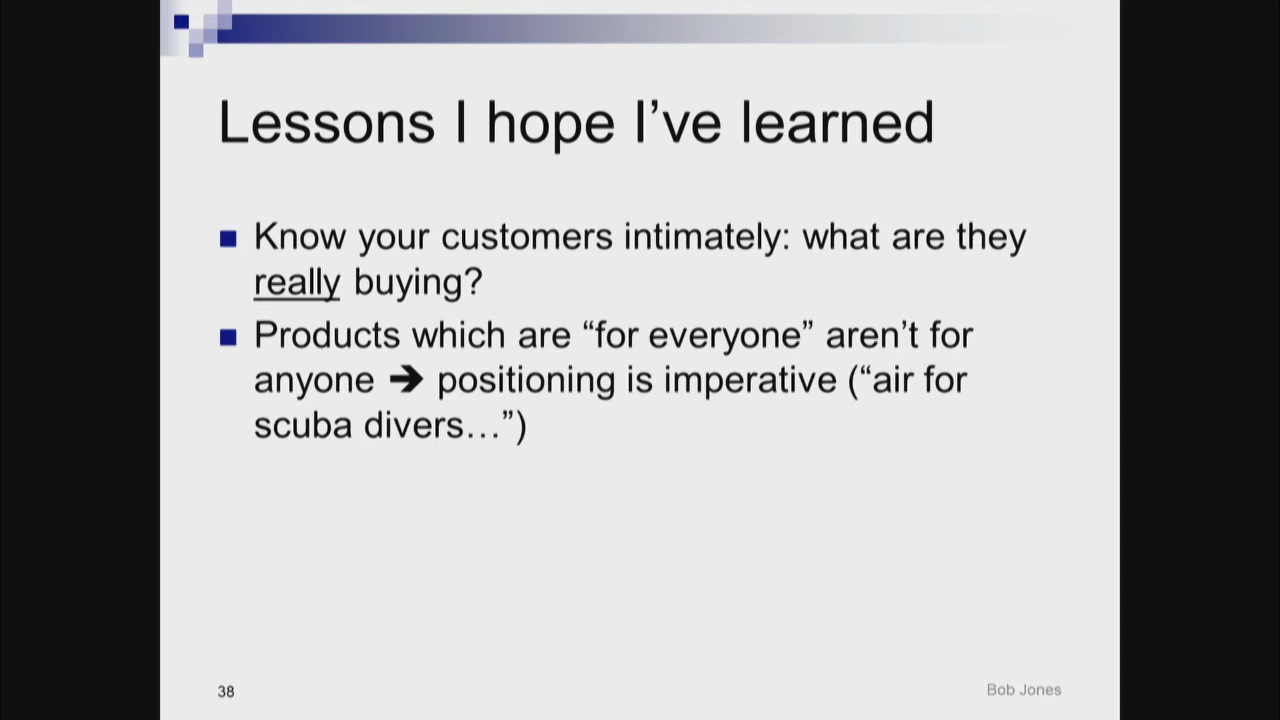 Lessons I hope I’ve learned
Know your customers intimately: what are they
really buying?
Products which are “for everyone” aren’t for
anyone ➔ positioning is imperative (“air for
scuba divers…”)
38
Bob Jones